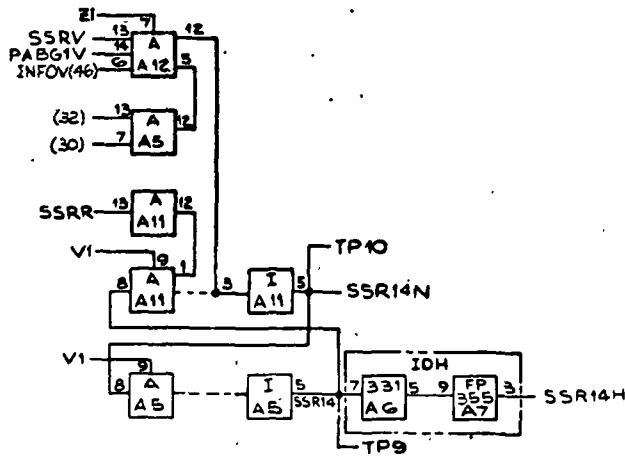 Z1
7
SSRV 13 A 12
PABG1V 14
INFOV(46) 6 A12 5
(32) 13 A 12
(30) 7 A5
SSRR 13 A 12
A11
V1
9
8 A 1
A11
3 I 5
A11
TP10
SSR14N
V1
9
8 A
A5
I 5
A5 SSR14
IDH
7 331 5
A6
9 FP 3
355
A7
SSR14H
TP9